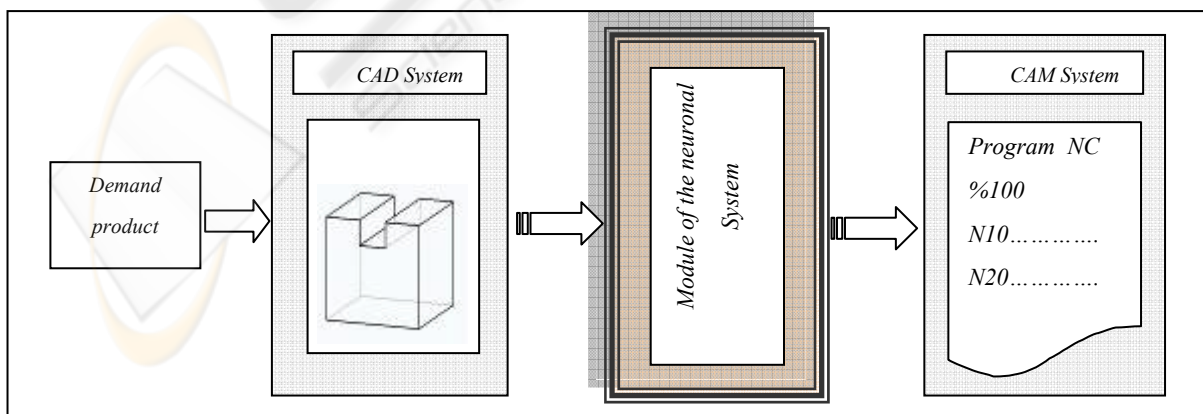 Demand
product
CAD System
Module of the neuronal
System
CAM System
Program NC
%100
N10………….
N20………….